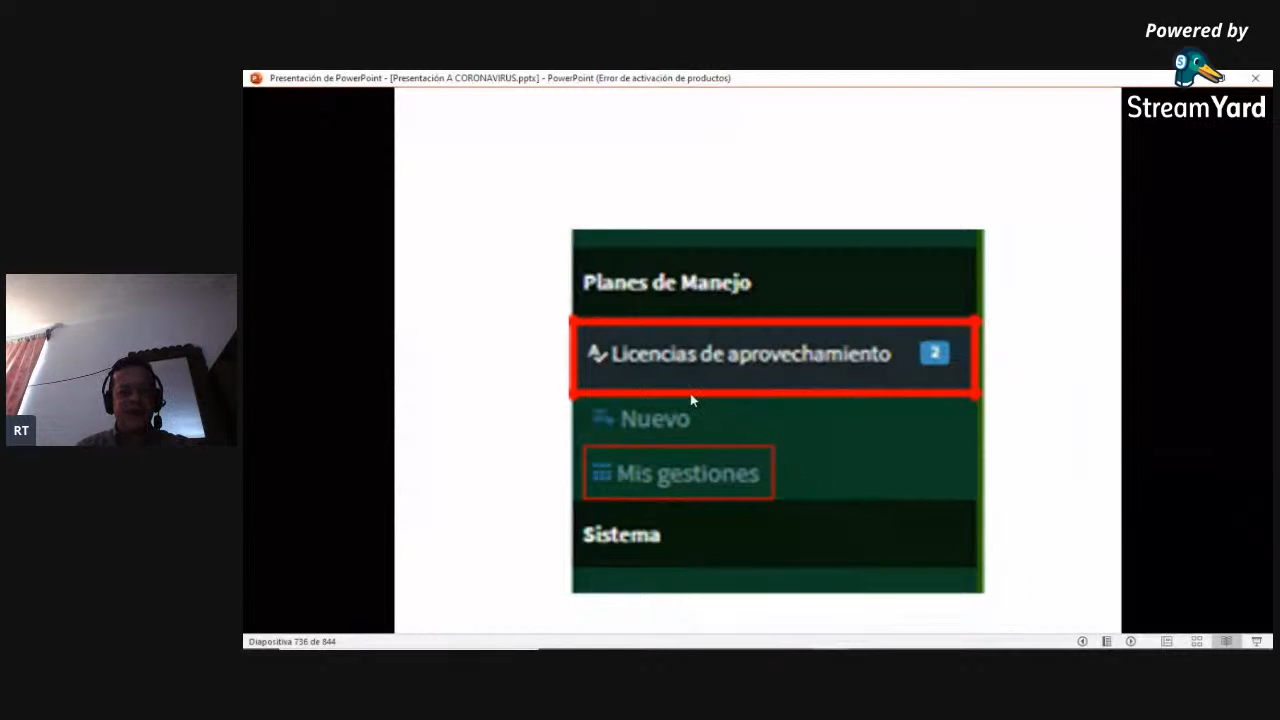 Powered by
StreamYard
Presentación de PowerPoint - [Presentación A CORONAVIRUS.pptx] - PowerPoint (Error de activación de productos)
Planes de Manejo
Licencias de aprovechamiento 2
Nuevo
Mis gestiones
Sistema
RT
Diapositiva 736 de 844